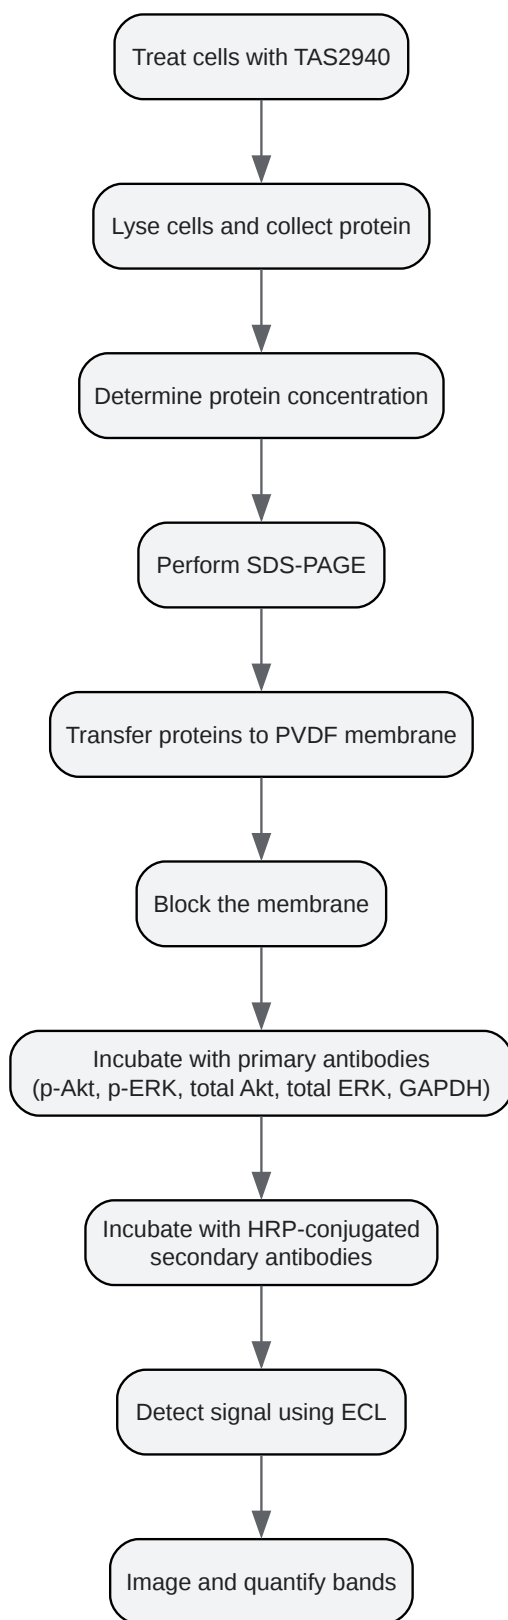 Treat cells with TAS2940
Lyse cells and collect protein
Determine protein concentration
Perform SDS-PAGE
Transfer proteins to PVDF membrane
Block the membrane
Incubate with primary antibodies
(p-Akt, p-ERK, total Akt, total ERK, GAPDH)
Incubate with HRP-conjugated
secondary antibodies
Detect signal using ECL
Image and quantify bands